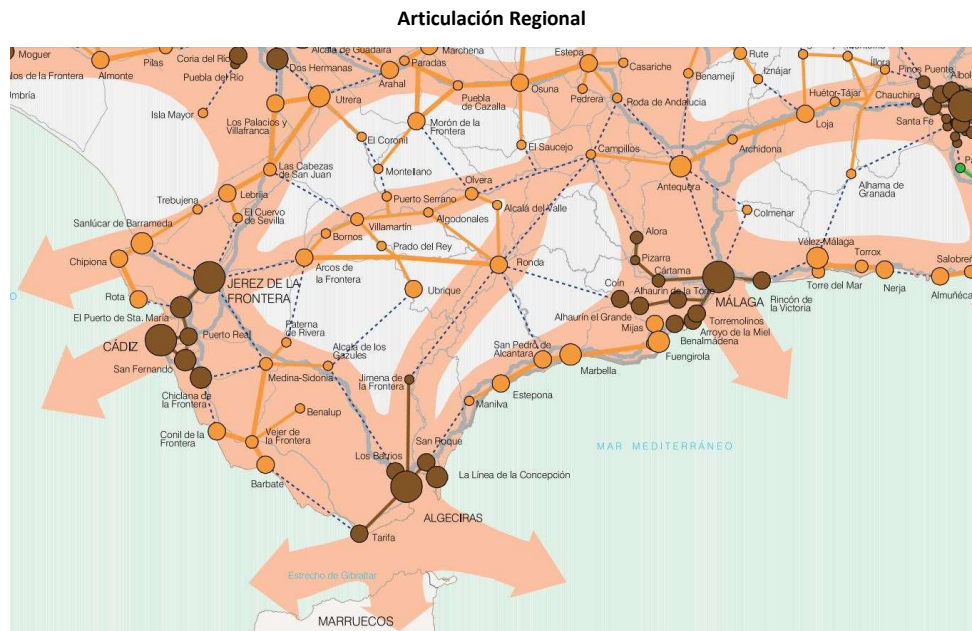 Articulación Regional
Moguer
Almonte
Pilas
Coria del Río
Puebla del Río
Alcalá de Guadaira
Dos Hermanas
Paradas
Marchena
Arahal
Utrera
Puebla
de Cazalla
Osuna
Estepa
Casariche
Pedrera
Roda de Andalucia
Benamejí
Rute
Iznájar
Huétor-Tájar
Loja
Íllora
Pinos Puente
Chauchina
Santa Fe
los de la Frontera
Isla Mayor
Los Palacios y
Villafranca
El Coronil
Morón de la
Frontera
El Saucejo
Campillos
Archidona
Antequera
Alhama de
Granada
Las Cabezas
de San Juan
Montellano
Lebrija
Trebujena
El Cuervo
de Sevilla
Puerto Serrano
Olvera
Alcalá del Valle
Colmenar
Sanlúcar de Barrameda
Villamartín
Algodonales
Bornos
Prado del Rey
Chipiona
Arcos de
la Frontera
Ronda
Alora
Pizarra
Cártama
Vélez-Málaga
Torrox
Salobreñ
Rota
JEREZ DE LA
FRONTERA
Ubrique
Coín
Alhaurín de la Torre
MÁLAGA
Rincón de
la Victoria
Torre del Mar
Nerja
Almuñéca
El Puerto de Sta. María
Puerto Real
Paterna
de Rivera
Alhaurín el Grande
Mijas
Torremolinos
Arroyo de la Miel
Benalmádena
CÁDIZ
San Fernando
Alcala de los
Gazules
San Pedro de
Alcantara
Fuengirola
Marbella
Medina-Sidonia
Jimena de
la Frontera
Chiclana de
la Frontera
Estepona
Manilva
Benalup
Conil de la
Frontera
Vejer de
la Frontera
San Roque
MAR MEDITERRÁNEO
Los Barrios
La Línea de la Concepción
Barbate
ALGECIRAS
Tarifa
Estrecho de Gibraltar
MARRUECOS